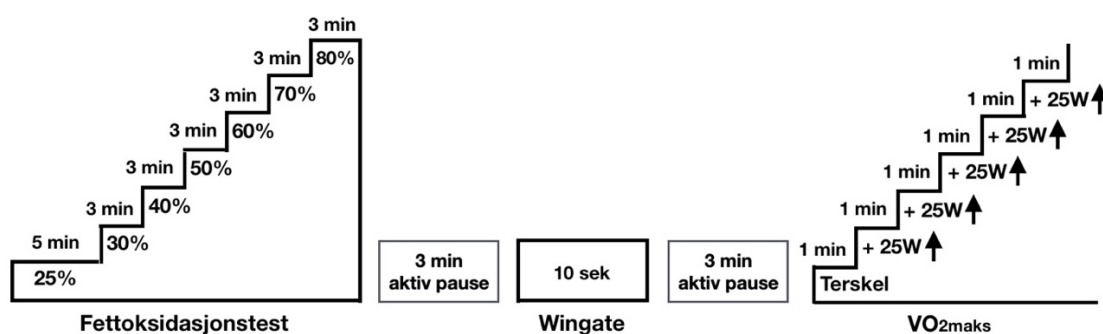 3 min
80%
3 min
70%
3 min
60%
3 min
50%
3 min
40%
3 min
30%
5 min
25%
Fettoksidasjonstest
3 min
aktiv pause
10 sek
Wingate
3 min
aktiv pause
1 min
+ 25W
1 min
+ 25W
1 min
+ 25W
1 min
+ 25W
1 min
+ 25W
1 min
Terskel
VO2maks